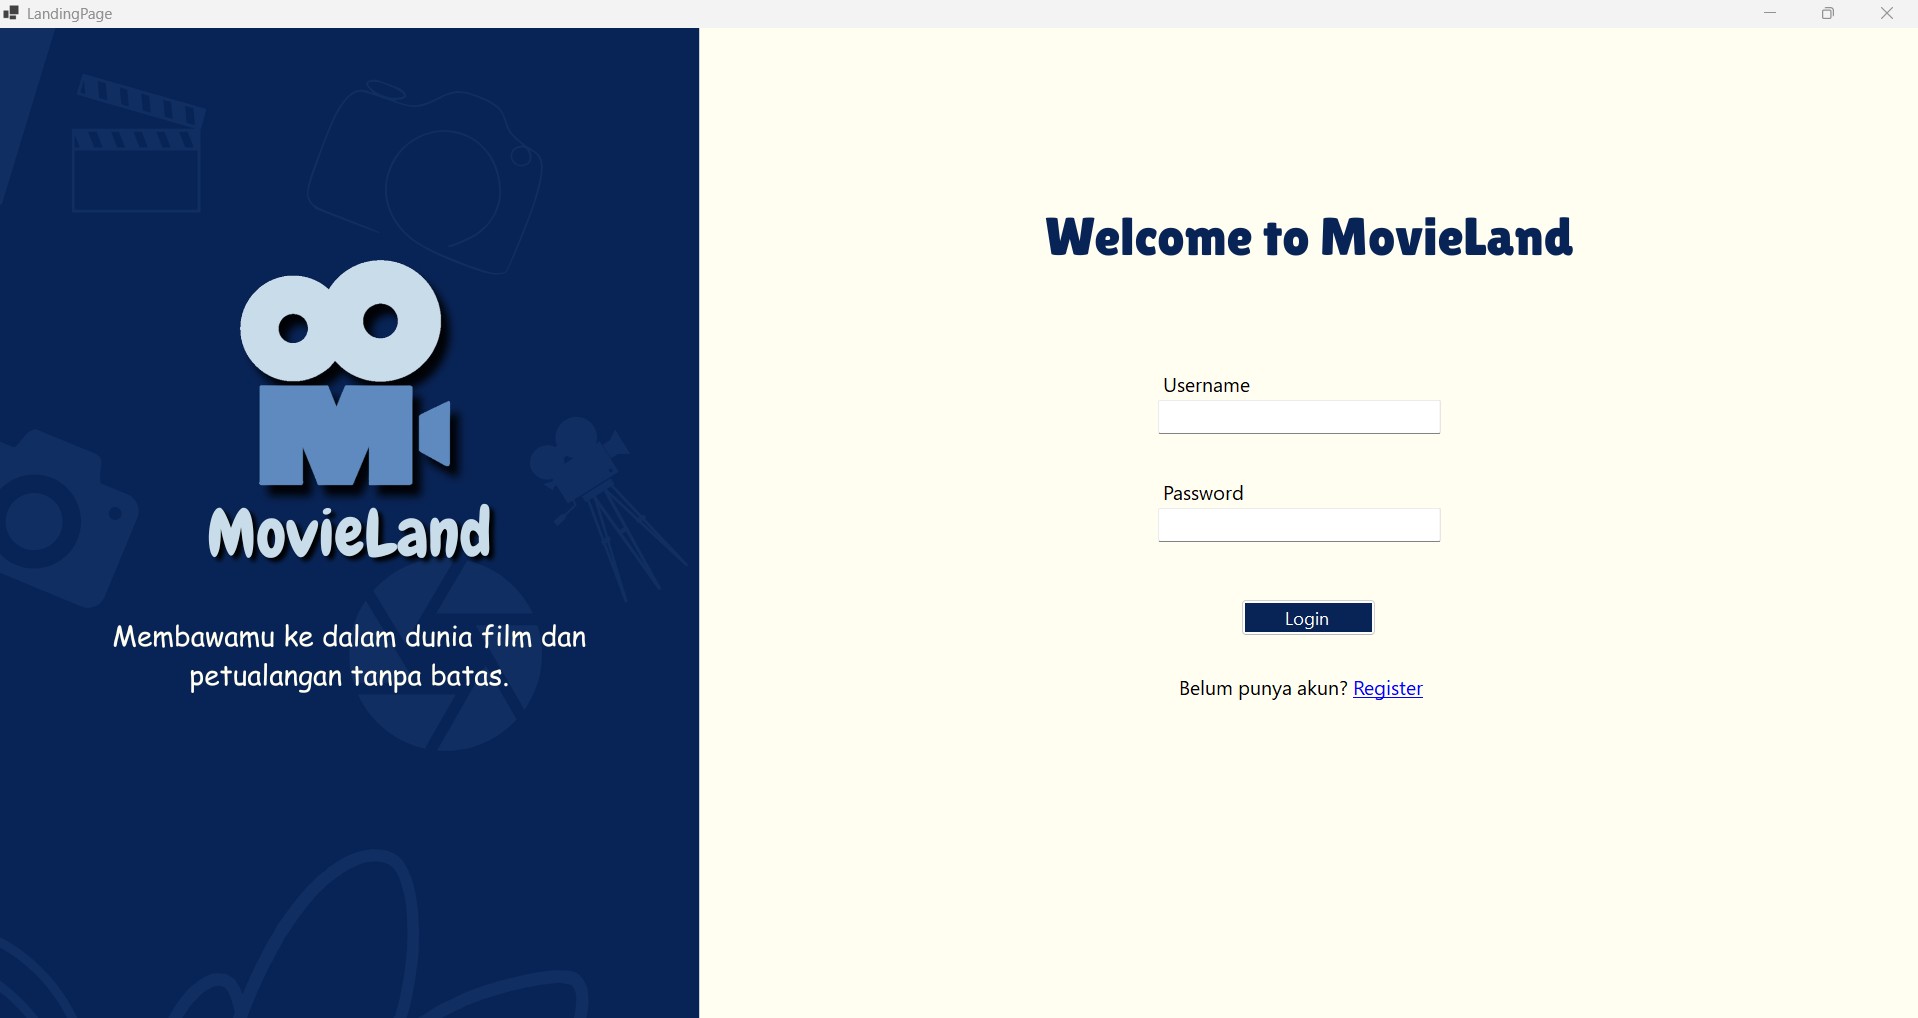 LandingPage
MovieLand
Membawamu ke dalam dunia film dan
petualangan tanpa batas.
Welcome to MovieLand
Username
Password
Login
Belum punya akun? Register